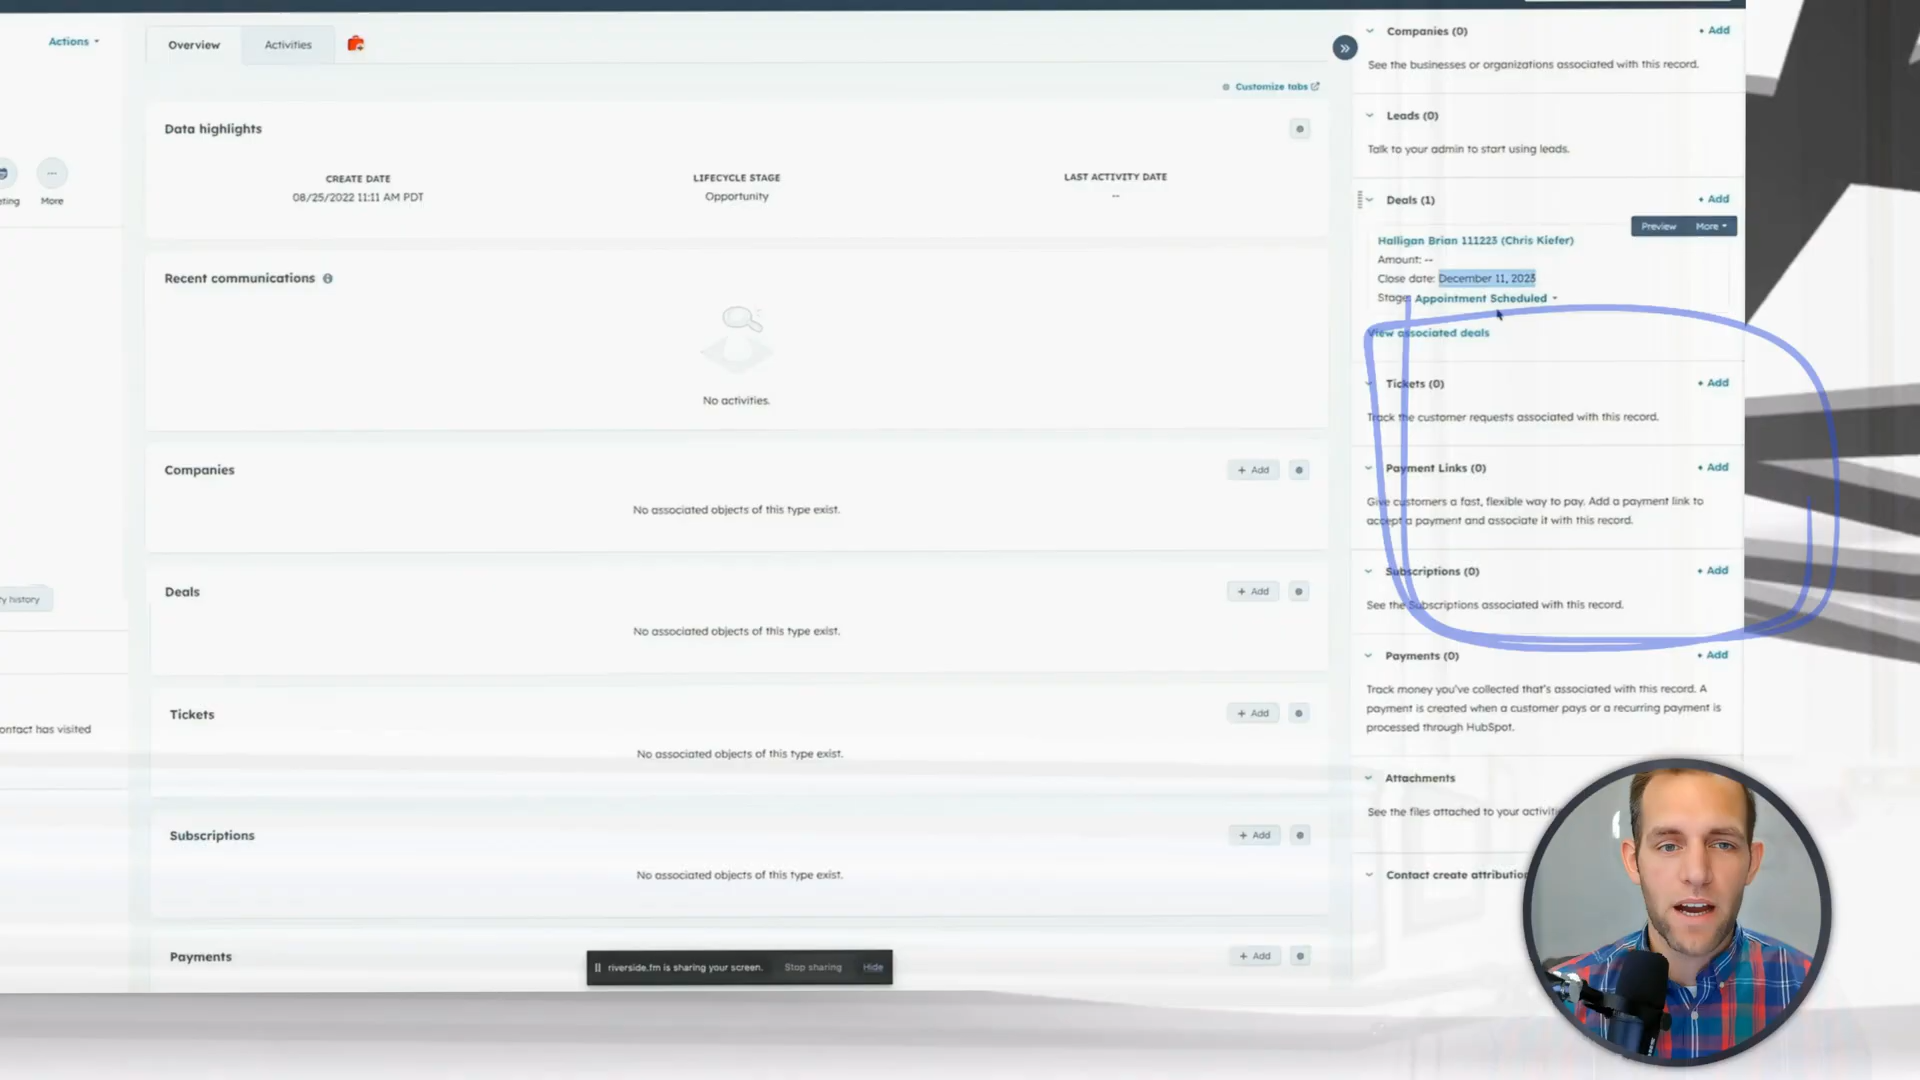 Actions
Overview
Activities
Customize tabs
eting
More
Data highlights
CREATE DATE
08/25/2022 11:11 AM PDT
LIFECYCLE STAGE
Opportunity
LAST ACTIVITY DATE
--
Recent communications
No activities.
Companies
+ Add
No associated objects of this type exist.
Deals
+ Add
No associated objects of this type exist.
y history
Tickets
+ Add
No associated objects of this type exist.
ontact has visited
Subscriptions
+ Add
No associated objects of this type exist.
Payments
+ Add
riverside.fm is sharing your screen. Stop sharing Hide
Companies (0)
+ Add
See the businesses or organizations associated with this record.
Leads (0)
Talk to your admin to start using leads.
Deals (1)
+ Add
Preview More
Halligan Brian 111223 (Chris Kiefer)
Amount: --
Close date: December 11, 2023
Stage: Appointment Scheduled
View associated deals
Tickets (0)
+ Add
Track the customer requests associated with this record.
Payment Links (0)
+ Add
Give customers a fast, flexible way to pay. Add a payment link to
accept a payment and associate it with this record.
Subscriptions (0)
+ Add
See the Subscriptions associated with this record.
Payments (0)
+ Add
Track money you've collected that's associated with this record. A
payment is created when a customer pays or a recurring payment is
processed through HubSpot.
Attachments
See the files attached to your activiti
Contact create attribution